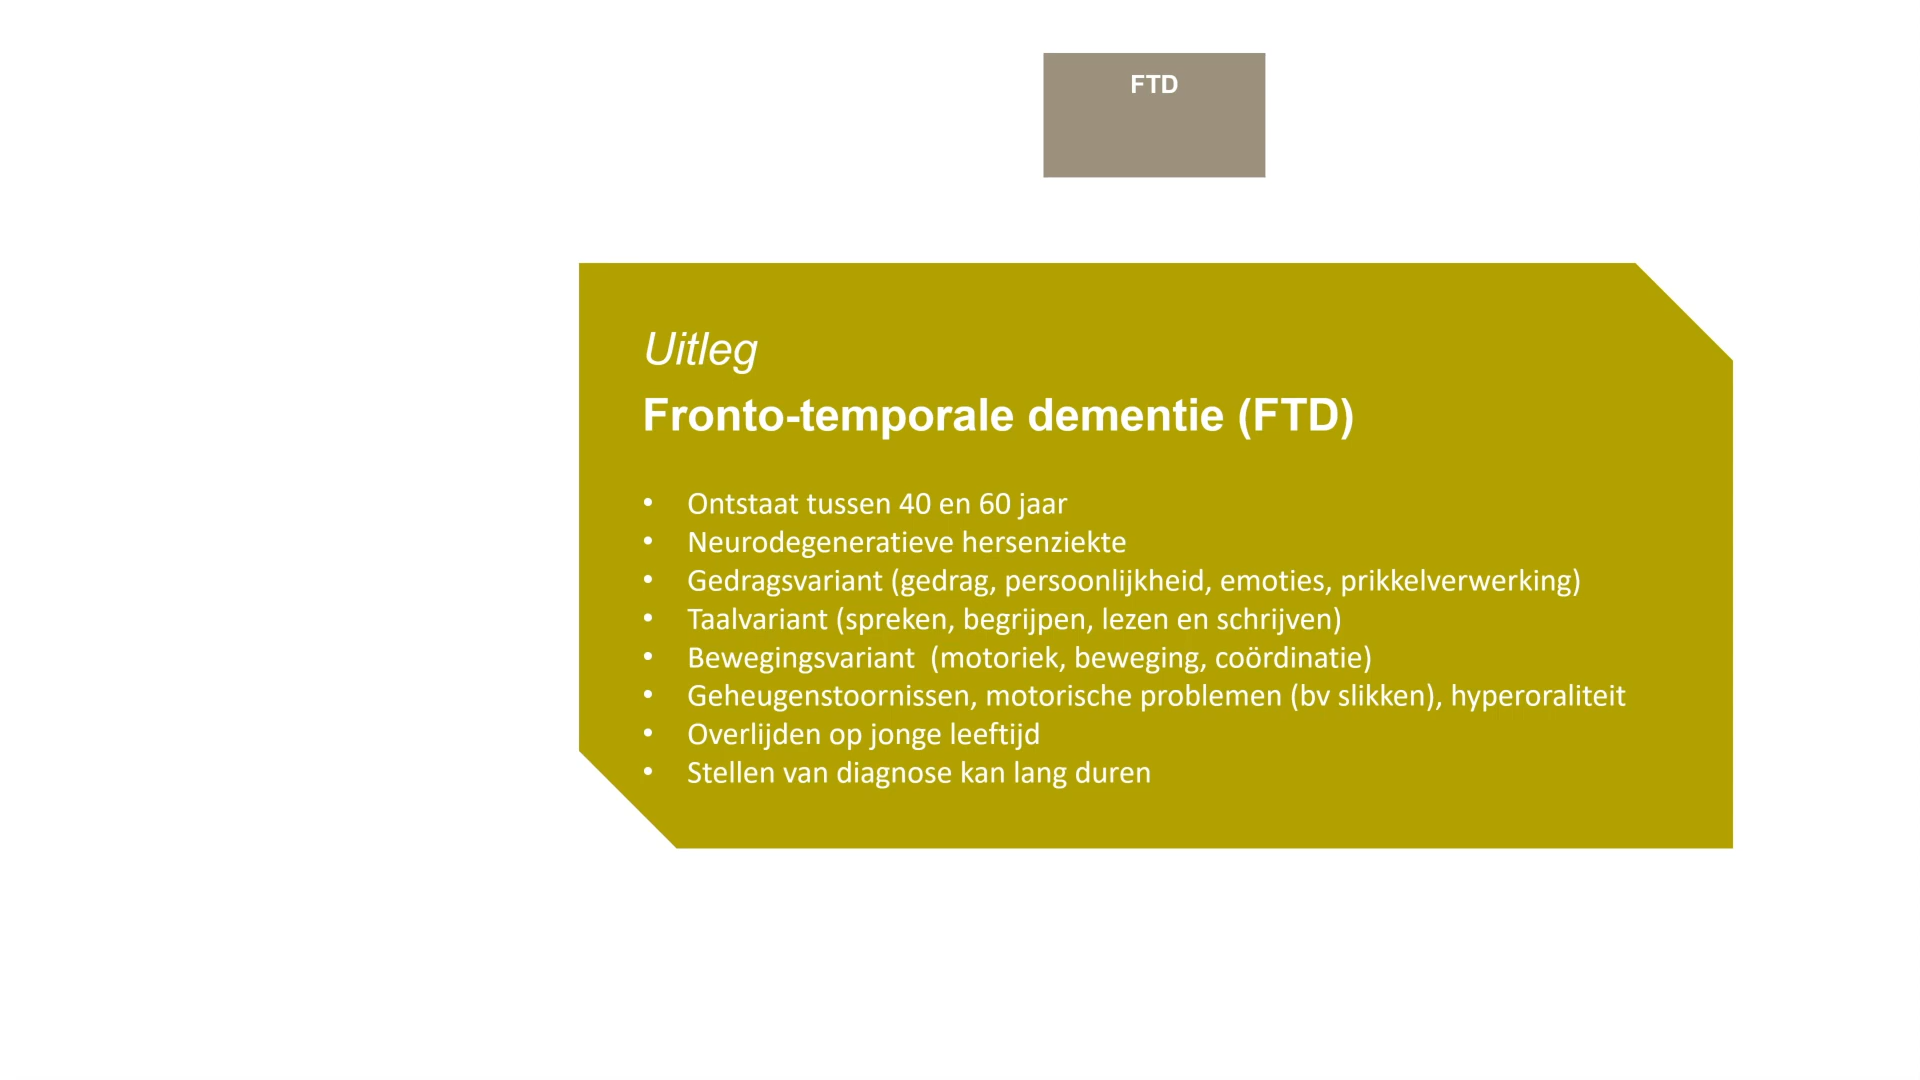 FTD
Uitleg
Fronto-temporale dementie (FTD)
• Ontstaat tussen 40 en 60 jaar
• Neurodegeneratieve hersenziekte
• Gedragsvariant (gedrag, persoonlijkheid, emoties, prikkelverwerking)
• Taalvariant (spreken, begrijpen, lezen en schrijven)
• Bewegingsvariant  (motoriek, beweging, coördinatie)
• Geheugenstoornissen, motorische problemen (bv slikken), hyperoraliteit
• Overlijden op jonge leeftijd
• Stellen van diagnose kan lang duren